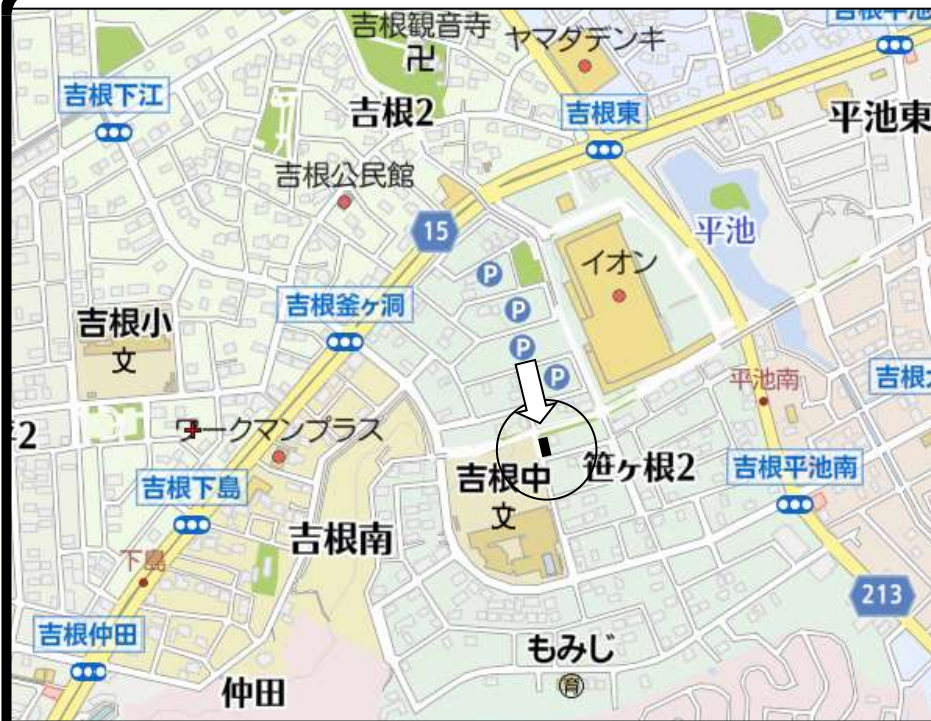 吉根観音寺
卍
ヤマダデンキ
吉根下江
吉根2
吉根東
平池東
吉根公民館
15
平池
イオン
P
吉根釜ヶ洞
P
吉根小
文
P
P
平池南
2
ワークマンプラス
吉根中
文
笹ヶ根2
吉根平池南
吉根下島
吉根南
下島
213
吉根仲田
もみじ
育
仲田